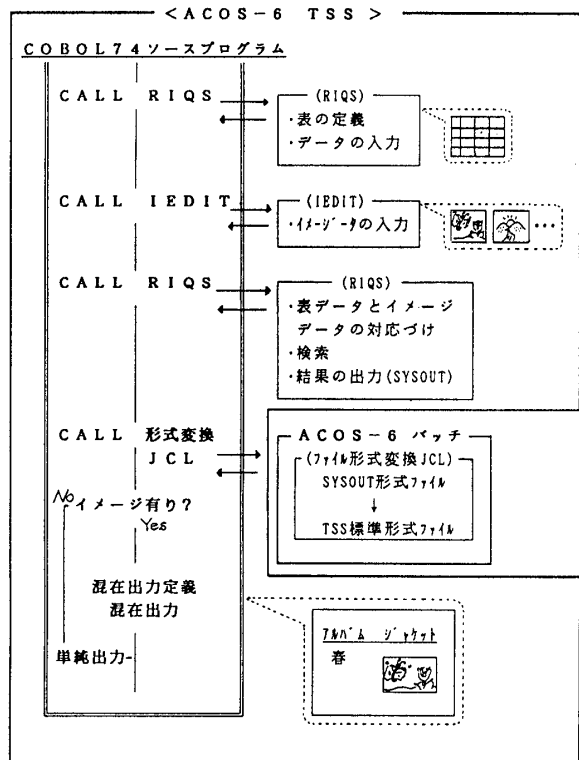 <ACOS-6 TSS>
COBOL74ソースプログラム
CALL RIQS
(RIQS)
・表の定義
・データの入力
CALL IEDIT
(IEDIT)
・イメージデータの入力
・・・
CALL RIQS
(RIQS)
・表データとイメージ
データの対応づけ
・検索
・結果の出力(SYSOUT)
CALL 形式変換
JCL
ACOS-6 バッチ
(ファイル形式変換JCL)
SYSOUT形式ファイル
↓
TSS標準形式ファイル
No イメージ有り?
Yes
混在出力定義
混在出力
単純出力
アルバム ジャケット
春